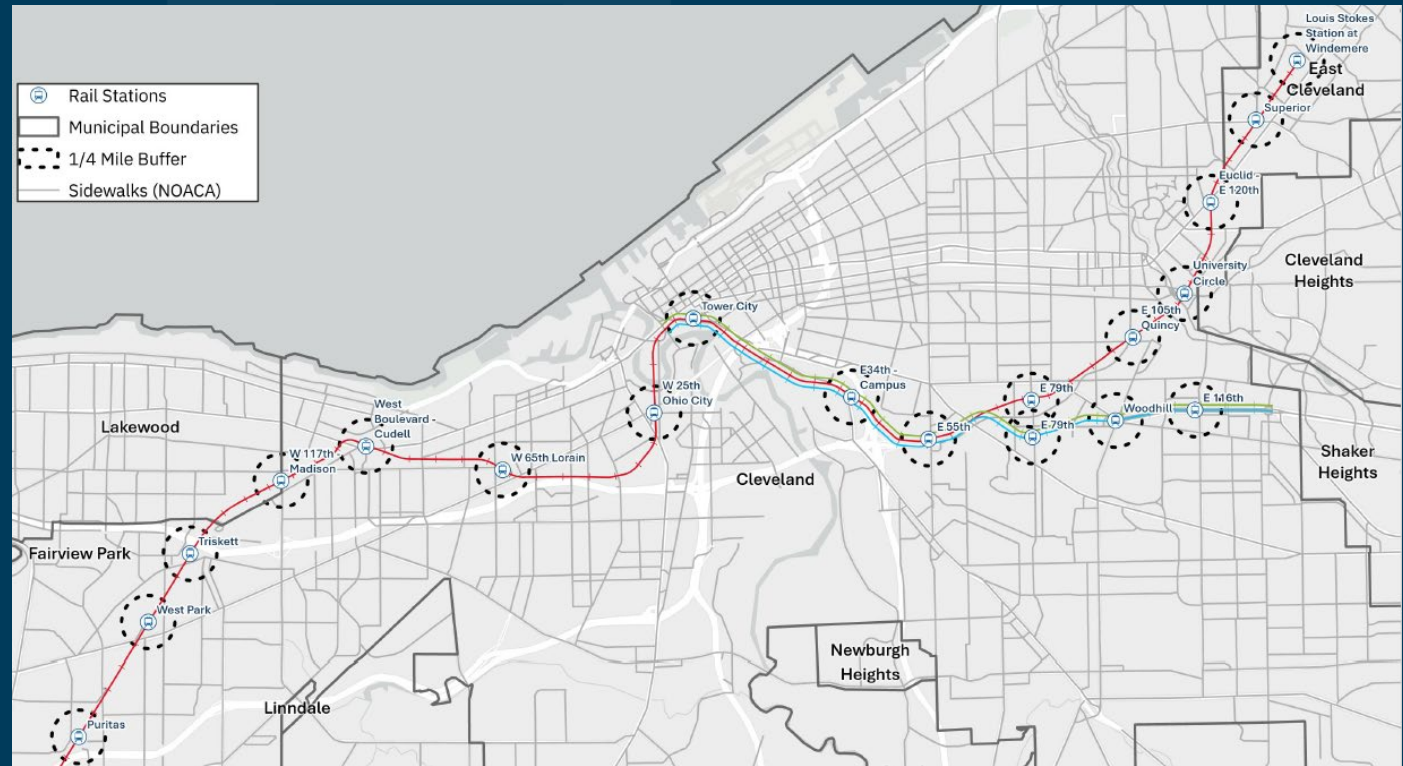 Rail Stations
Municipal Boundaries
1/4 Mile Buffer
Sidewalks (NOACA)
Louis Stokes
Station at
Windemere
East
Cleveland
Superior
Euclid -
E 120th
University
Circle
Cleveland
Heights
E 105th
Quincy
Tower City
E34th -
Campus
E 79th
E 116th
Woodhill
E 79th
E 55th
W 25th
Ohio City
West
Boulevard -
Cudell
Lakewood
W 117th
Madison
W 65th Lorain
Cleveland
Shaker
Heights
Triskett
Fairview Park
West Park
Newburgh
Heights
Linndale
Puritas